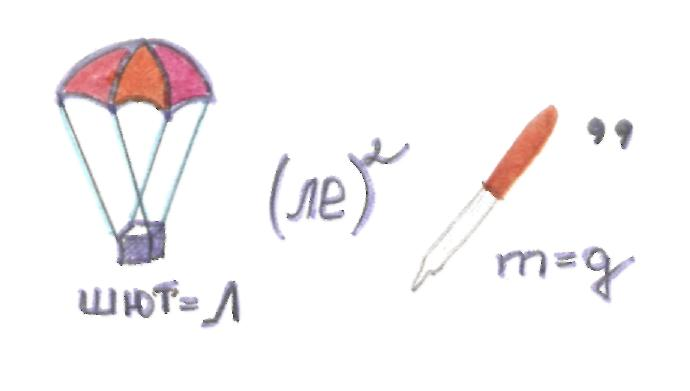 шют=л
(ле)²
,,
т=д